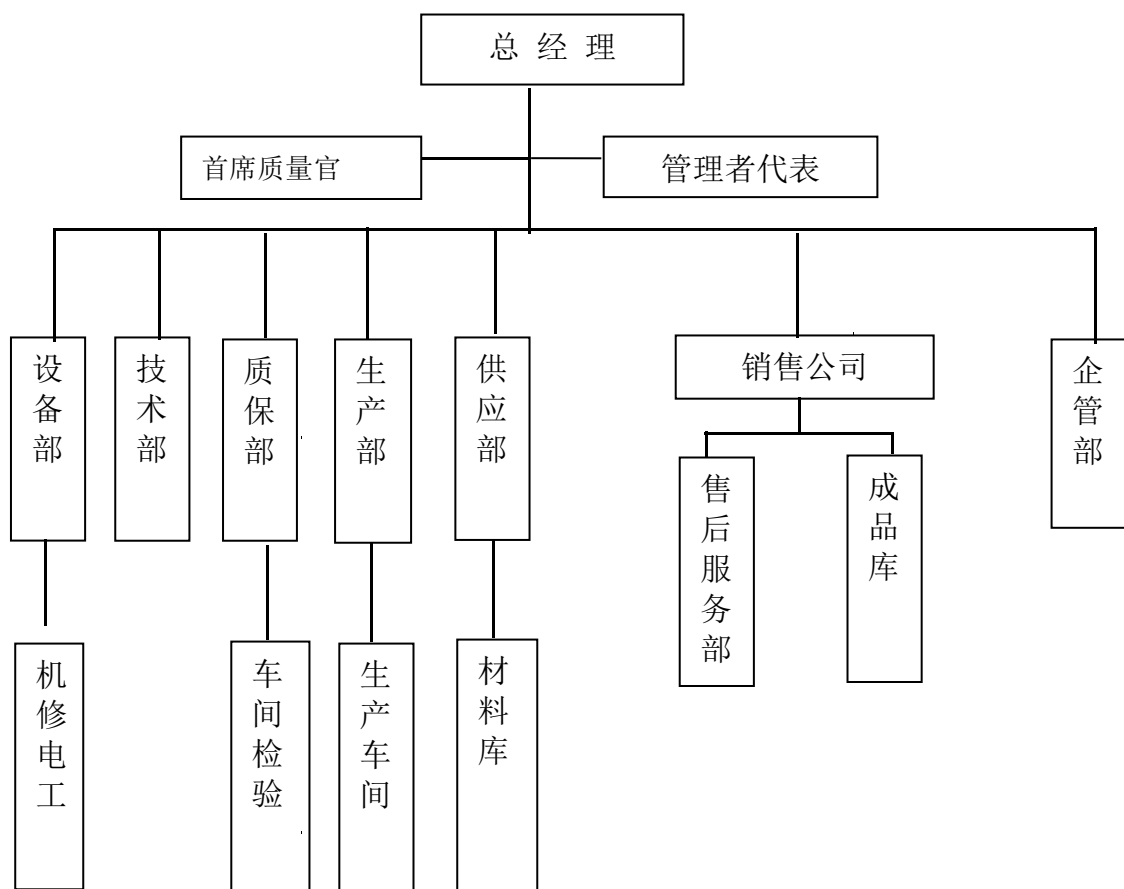 总 经 理
首席质量官
管理者代表
设备部
技术部
质保部
生产部
供应部
销售公司
企管部
售后服务部
成品库
机修电工
车间检验
生产车间
材料库